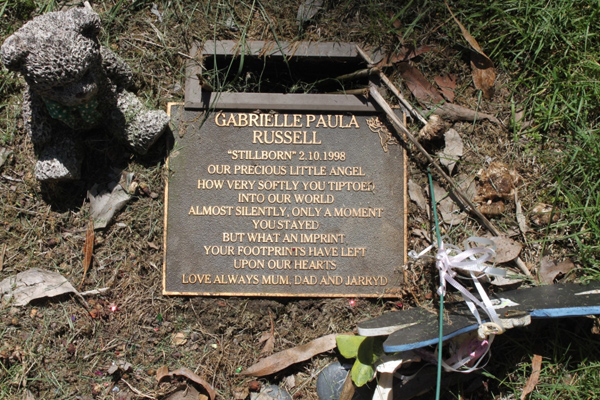 GABRIELLE PAULA
RUSSELL
"STILLBORN" 2.10.1998
OUR PRECIOUS LITTLE ANGEL
HOW VERY SOFTLY YOU TIPTOED
INTO OUR WORLD
ALMOST SILENTLY, ONLY A MOMENT
YOU STAYED
BUT WHAT AN IMPRINT
YOUR FOOTPRINTS HAVE LEFT
UPON OUR HEARTS
LOVE ALWAYS MUM, DAD AND JARRYD